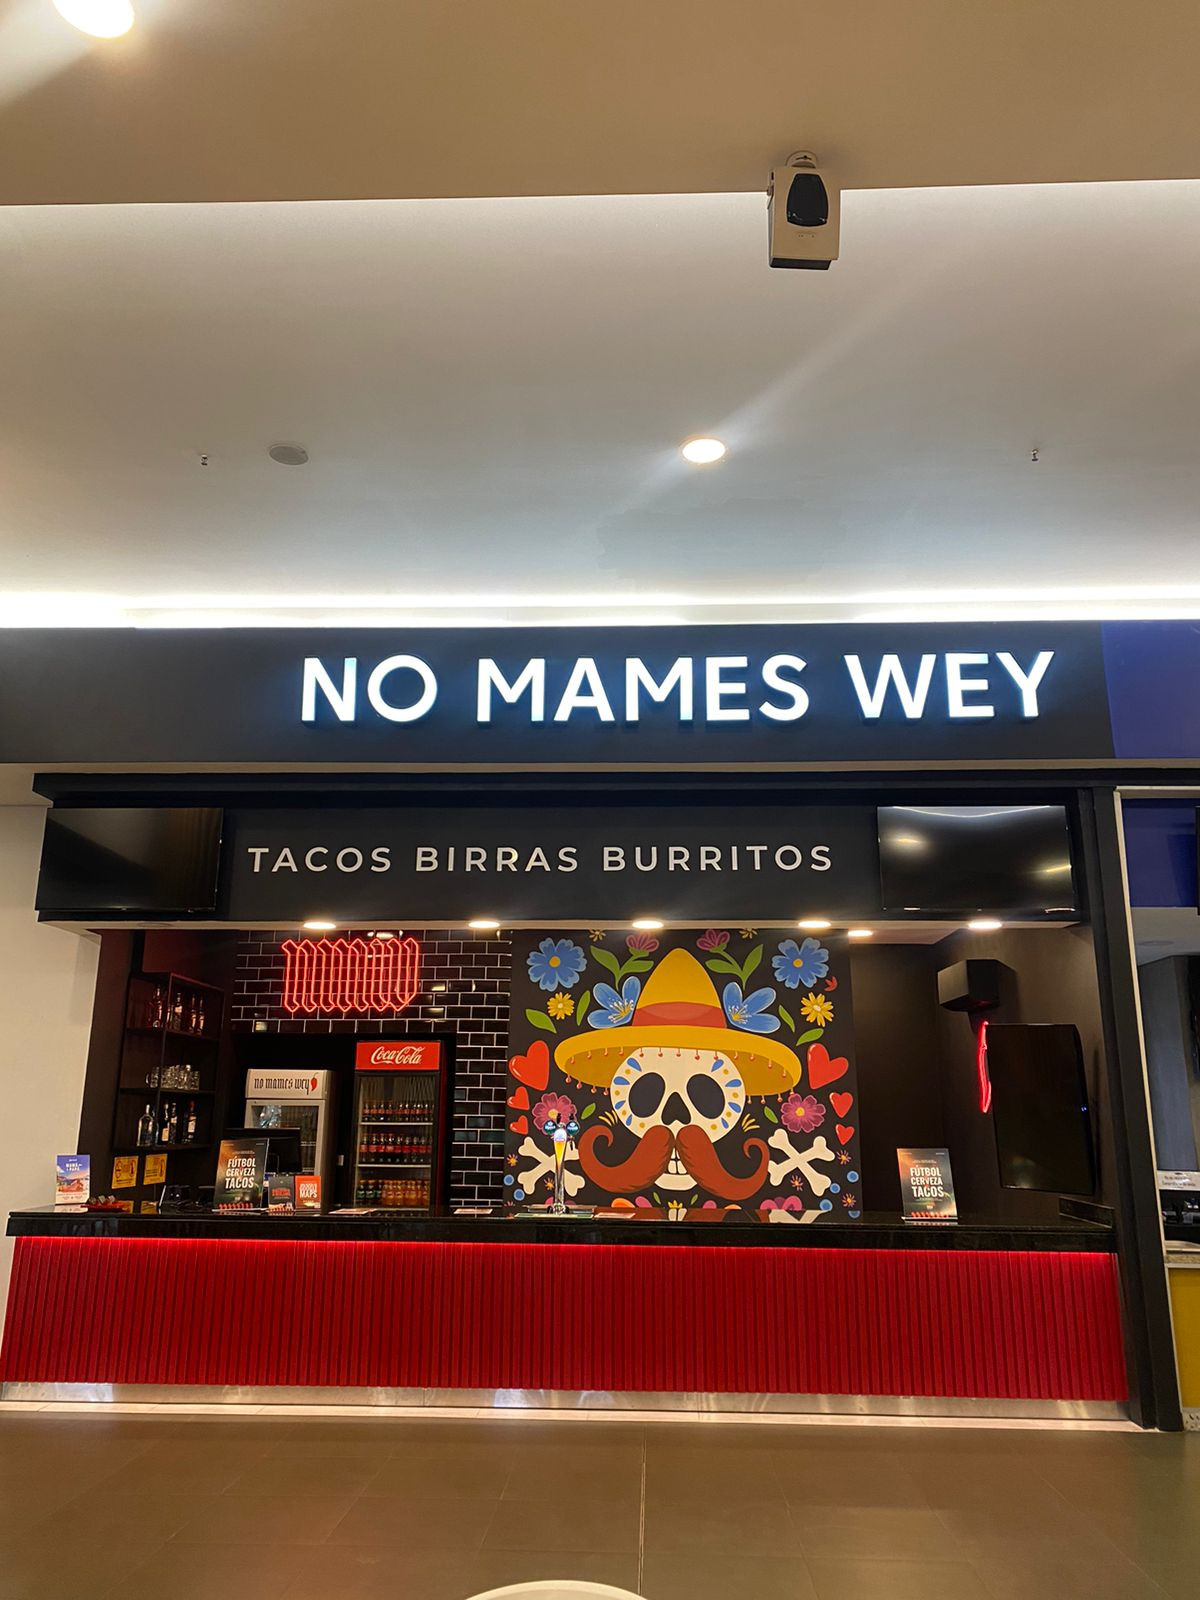 NO MAMES WEY
TACOS BIRRAS BURRITOS
Coca-Cola
no mames wey
FÚTBOL
CERVEZA
TACOS
MAPS
FÚTBOL
CERVEZA
TACOS